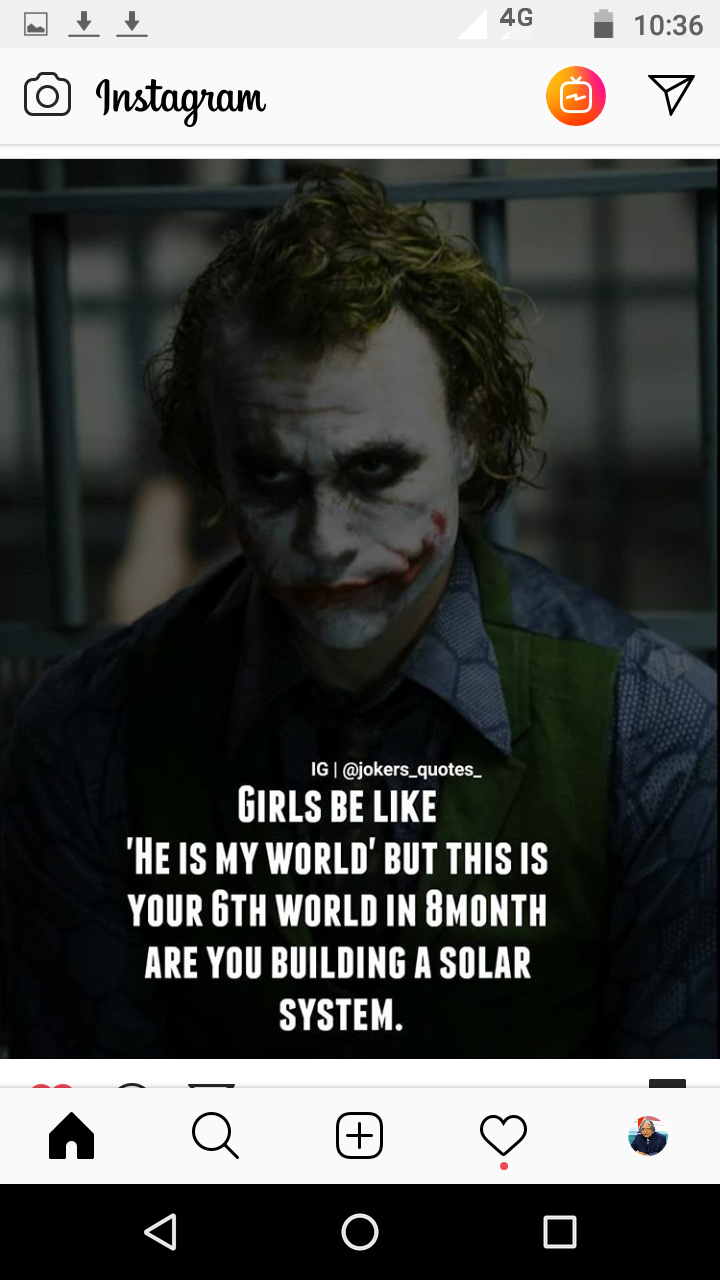 4G
10:36
Instagram
IG | @jokers_quotes_
GIRLS BE LIKE
'HE IS MY WORLD' BUT THIS IS
YOUR 6TH WORLD IN 8MONTH
ARE YOU BUILDING A SOLAR
SYSTEM.